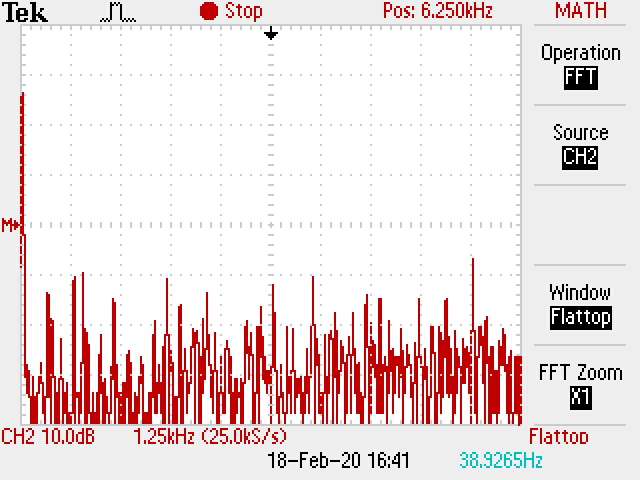 Tek Stop Pos: 6.250kHz MATH
Operation
FFT
Source
CH2
M
Window
Flattop
FFT Zoom
X1
CH2 10.0dB 1.25kHz (25.0kS/s) Flattop
18-Feb-20 16:41 38.9265Hz